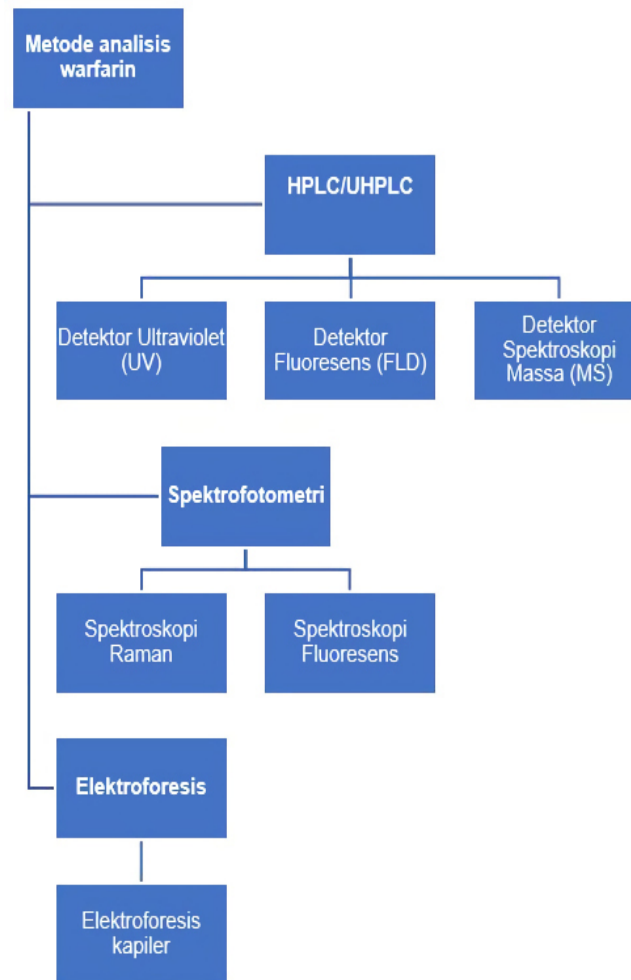 Metode analisis
warfarin
HPLC/UHPLC
Detektor Ultraviolet
(UV)
Detektor
Fluoresens (FLD)
Detektor
Spektroskopi
Massa (MS)
Spektrofotometri
Spektroskopi
Raman
Spektroskopi
Fluoresens
Elektroforesis
Elektroforesis
kapiler